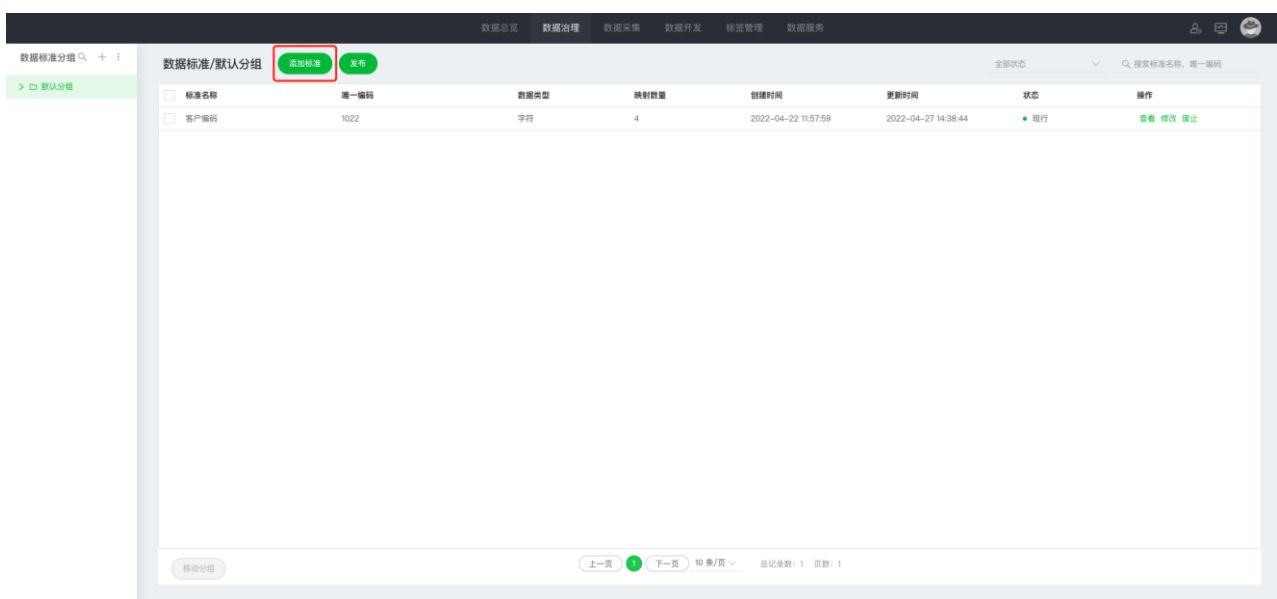 数据总览 数据治理 数据采集 数据开发 标签管理 数据服务
数据标准分组
默认分组
数据标准/默认分组 添加标准 发布 全部状态 搜索标准名称、唯一编码
标准名称 唯一编码 数据类型 映射数量 创建时间 更新时间 状态 操作
客户编码 1022 字符 4 2022-04-22 11:57:59 2022-04-27 14:38:44 现行 查看 修改 废止
移动分组 上一页 1 下一页 10 条/页 总记录数: 1 页数: 1